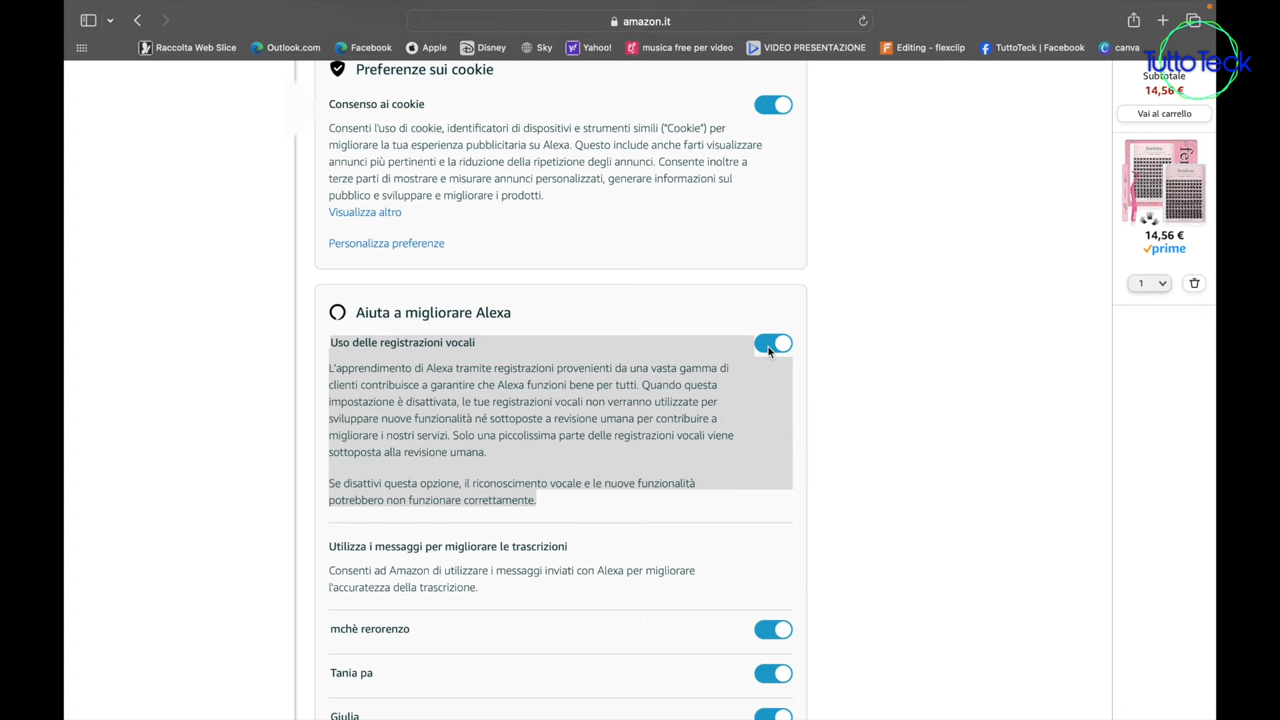 amazon.it
Raccolta Web Slice
Outlook.com
Facebook
Apple
Disney
Sky
Yahoo!
musica free per video
VIDEO PRESENTAZIONE
Editing - flexclip
TuttoTeck | Facebook
canva
TuttoTeck
Preferenze sui cookie
Consenso ai cookie
Consenti l'uso di cookie, identificatori di dispositivi e strumenti simili ("Cookie") per
migliorare la tua esperienza pubblicitaria su Alexa. Questo include anche farti visualizzare
annunci più pertinenti e la riduzione della ripetizione degli annunci. Consente inoltre a
terze parti di mostrare e misurare annunci personalizzati, generare informazioni sul
pubblico e sviluppare e migliorare i prodotti.
Visualizza altro
Personalizza preferenze
Aiuta a migliorare Alexa
Uso delle registrazioni vocali
L'apprendimento di Alexa tramite registrazioni provenienti da una vasta gamma di
clienti contribuisce a garantire che Alexa funzioni bene per tutti. Quando questa
impostazione è disattivata, le tue registrazioni vocali non verranno utilizzate per
sviluppare nuove funzionalità né sottoposte a revisione umana per contribuire a
migliorare i nostri servizi. Solo una piccolissima parte delle registrazioni vocali viene
sottoposta alla revisione umana.
Se disattivi questa opzione, il riconoscimento vocale e le nuove funzionalità
potrebbero non funzionare correttamente.
Utilizza i messaggi per migliorare le trascrizioni
Consenti ad Amazon di utilizzare i messaggi inviati con Alexa per migliorare
l'accuratezza della trascrizione.
mchè rerorenzo
Tania pa
Giulia
Subtotale
14,56 €
Vai al carrello
14,56 €
prime
1